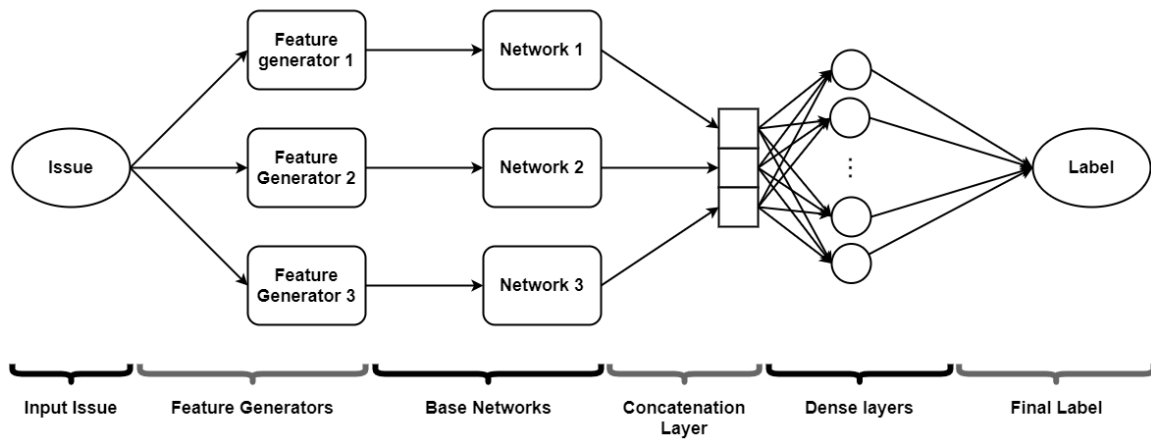 Feature
generator 1
Network 1
Issue
Feature
Generator 2
Network 2
...
Label
Feature
Generator 3
Network 3
Input Issue
Feature Generators
Base Networks
Concatenation
Layer
Dense layers
Final Label